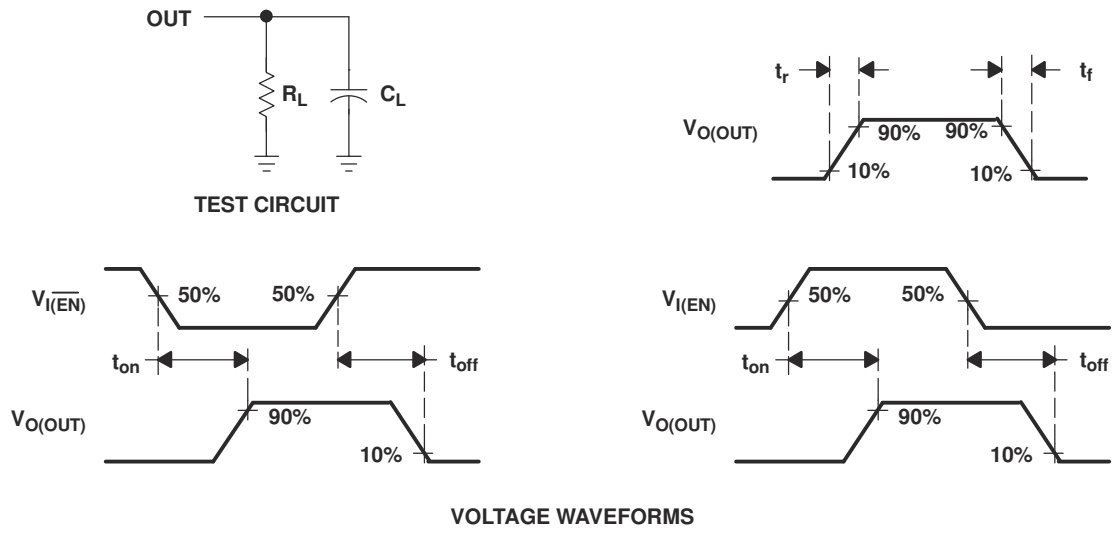 OUT
R_L
C_L
TEST CIRCUIT
t_r
t_f
V_O(OUT)
90%
90%
10%
10%
V_I(E̅N̅)
50%
50%
t_on
t_off
V_O(OUT)
90%
10%
V_I(EN)
50%
50%
t_on
t_off
V_O(OUT)
90%
10%
VOLTAGE WAVEFORMS